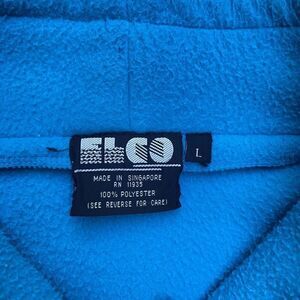 ELCO
L
MADE IN SINGAPORE
RN 11935
100% POLYESTER
(SEE REVERSE FOR CARE)